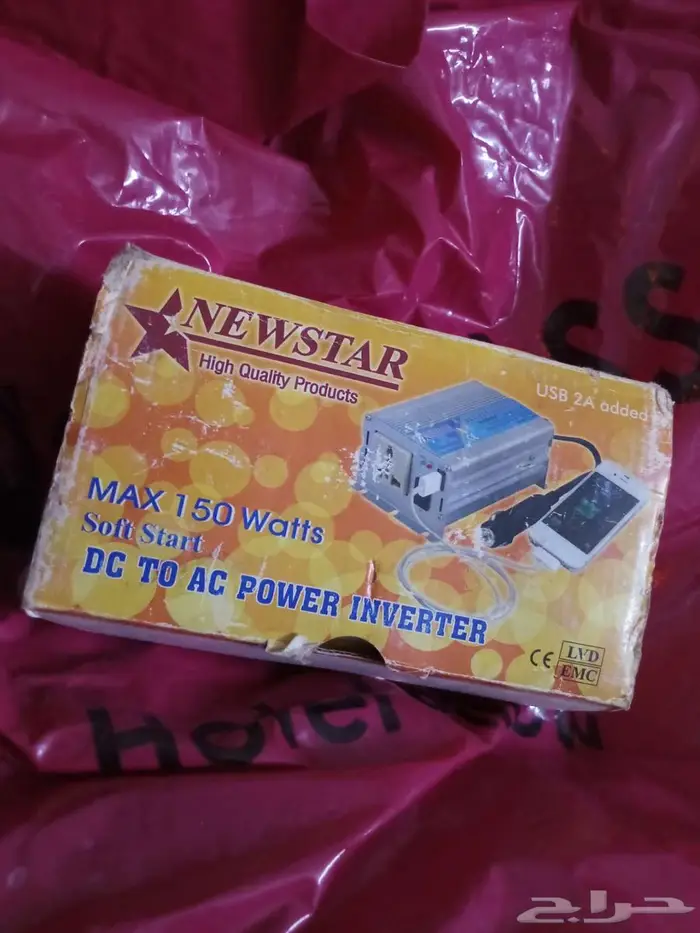 NEWSTAR
High Quality Products
USB 2A added
MAX 150 Watts
Soft Start
DC TO AC POWER INVERTER
CE
LVD
EMC
حراج